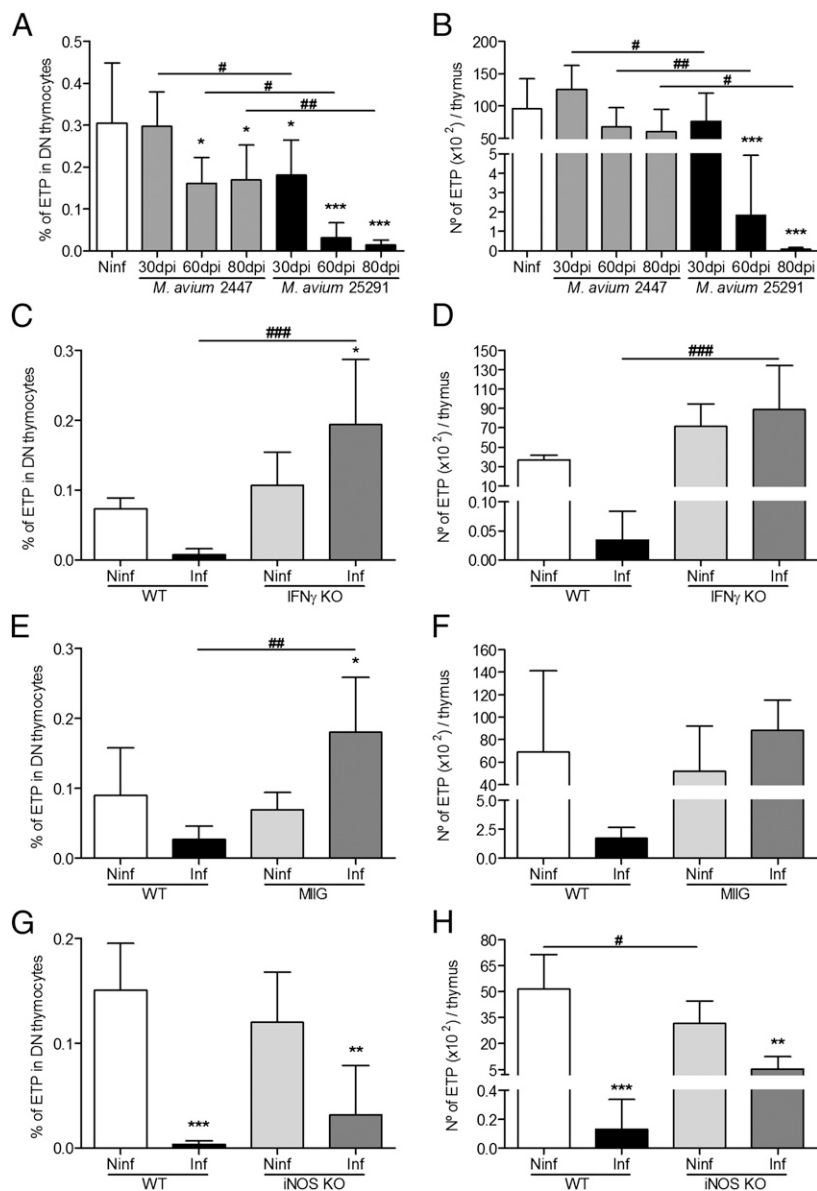 A
% of ETP in DN thymocytes
0.5
0.4
0.3
0.2
0.1
0.0
#
#
##
*
*
*
***
***
Ninf 30dpi 60dpi 80dpi 30dpi 60dpi 80dpi
M. avium 2447 M. avium 25291
B
Nº of ETP (x10 2) / thymus
200
150
100
50
5
4
3
2
1
0
#
##
#
***
***
Ninf 30dpi 60dpi 80dpi 30dpi 60dpi 80dpi
M. avium 2447 M. avium 25291
C
% of ETP in DN thymocytes
0.3
0.2
0.1
0.0
###
*
Ninf Inf Ninf Inf
WT IFNγ KO
D
Nº of ETP (x10 2) / thymus
150
130
110
90
70
50
30
10
0.10
0.05
0.00
###
Ninf Inf Ninf Inf
WT IFNγ KO
E
% of ETP in DN thymocytes
0.3
0.2
0.1
0.0
##
*
Ninf Inf Ninf Inf
WT MIIG
F
Nº of ETP (x10 2) / thymus
160
140
120
100
80
60
40
5.0
2.5
0.0
Ninf Inf Ninf Inf
WT MIIG
G
% of ETP in DN thymocytes
0.2
0.1
0.0
***
**
Ninf Inf Ninf Inf
WT iNOS KO
H
Nº of ETP (x10 2) / thymus
80
65
50
35
20
5
0.4
0.2
0.0
#
***
**
Ninf Inf Ninf Inf
WT iNOS KO